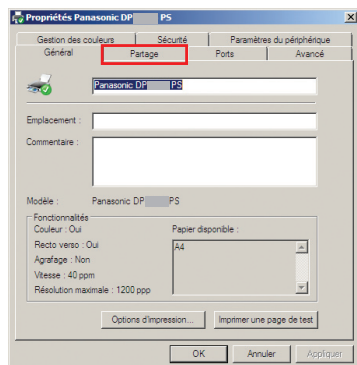 Propriétés Panasonic DP PS
Gestion des couleurs Sécurité Paramètres du périphérique
Général Partage Ports Avancé
Panasonic DP PS
Emplacement :
Commentaire :
Modèle : Panasonic DP PS
Fonctionnalités
Couleur : Oui Papier disponible :
Recto verso : Oui A4
Agrafage : Non
Vitesse : 40 ppm
Résolution maximale : 1200 ppp
Options d'impression... Imprimer une page de test
OK Annuler Appliquer